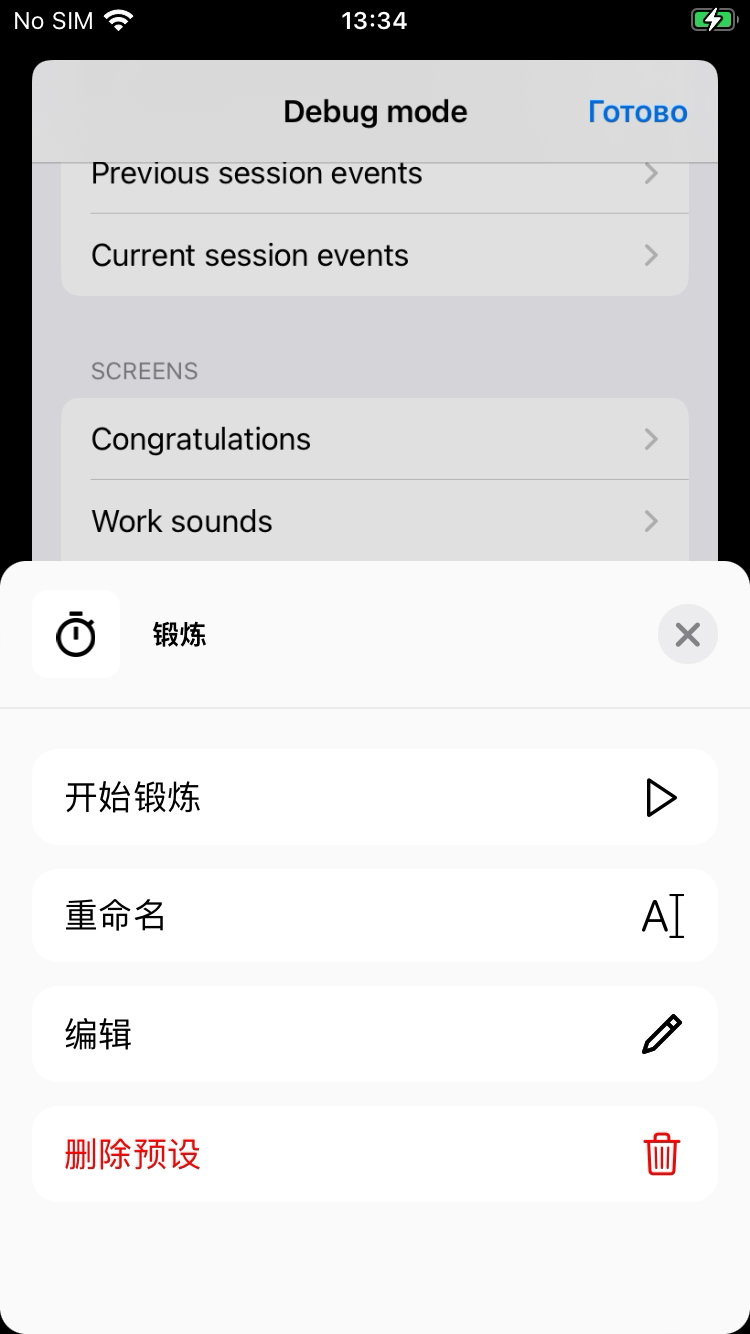 No SIM 13:34
Debug mode Готово
Previous session events
Current session events
SCREENS
Congratulations
Work sounds
锻炼
开始锻炼
重命名 A
编辑
删除预设